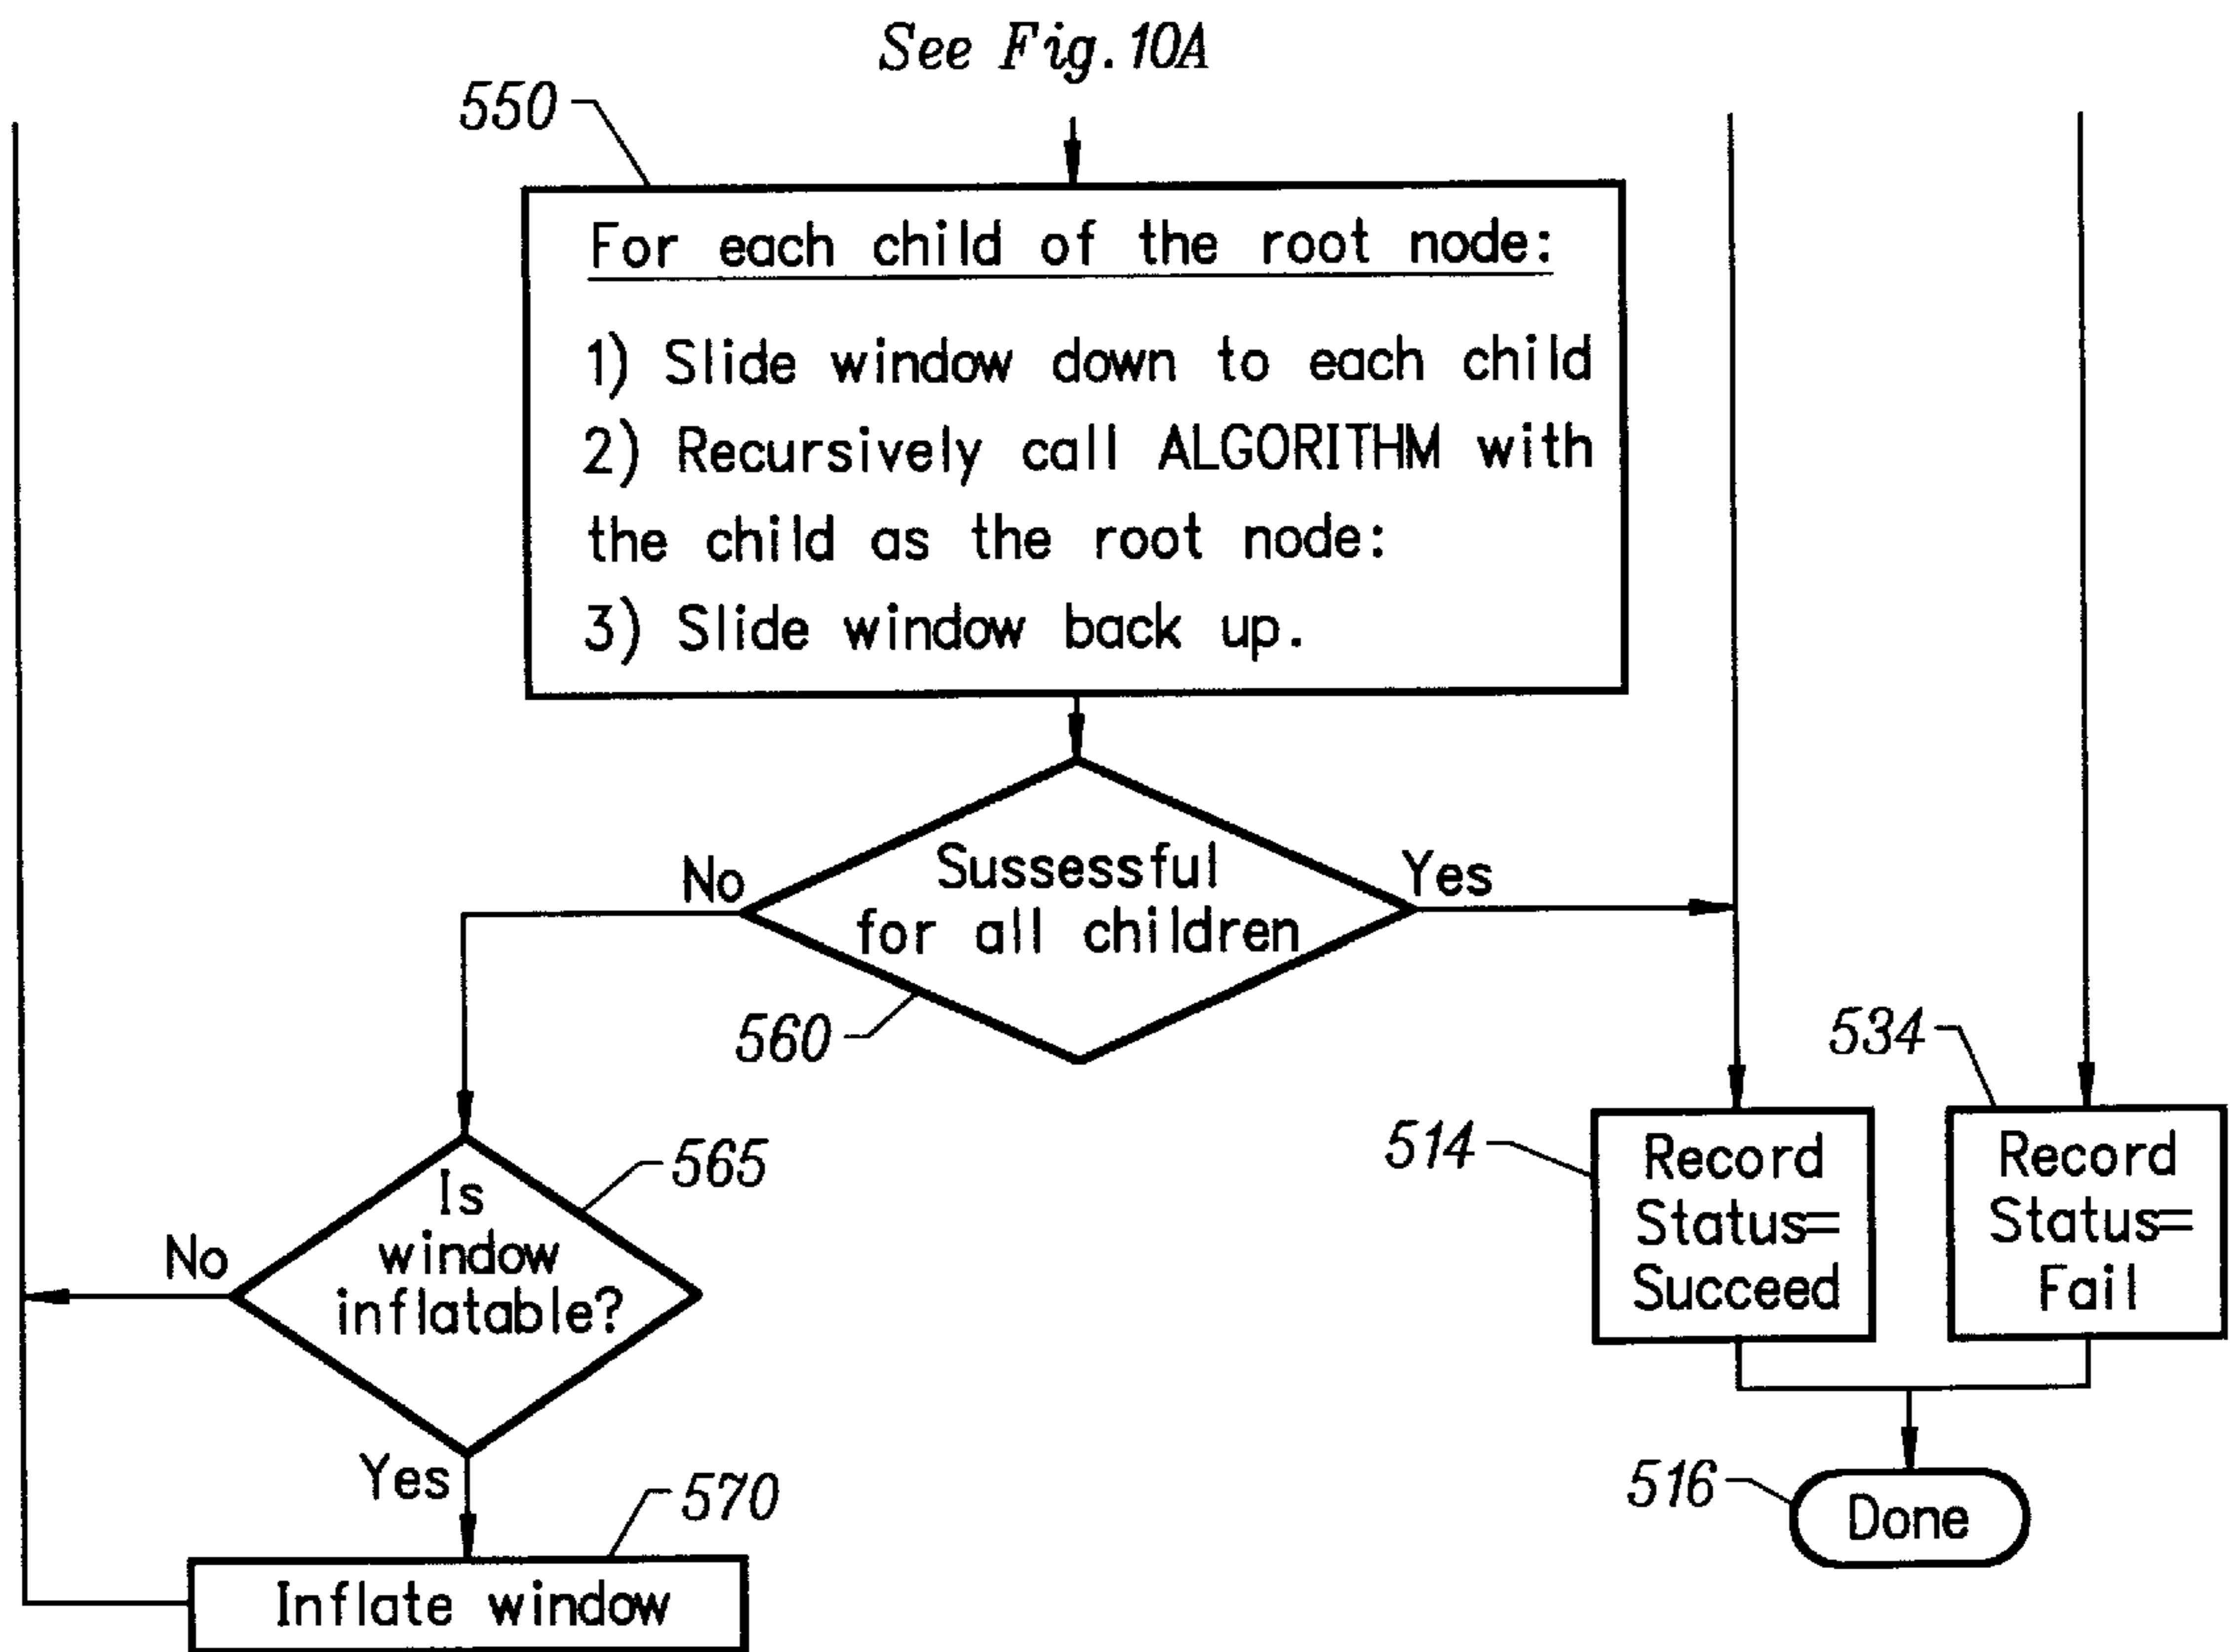 See Fig. 10A
550
For each child of the root node:
1) Slide window down to each child
2) Recursively call ALGORITHM with
the child as the root node:
3) Slide window back up.
No
Sussessful
for all children
Yes
560
534
565
Is
window
inflatable?
No
Yes
514
Record
Status=
Succeed
Record
Status=
Fail
570
Inflate window
516
Done